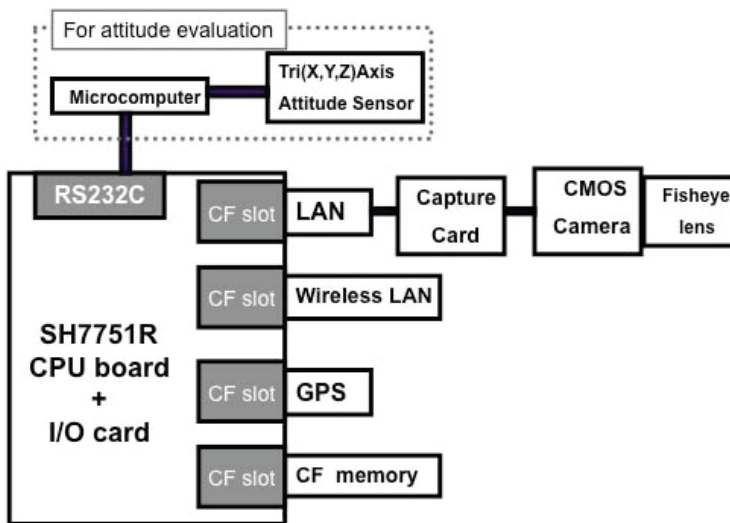 For attitude evaluation
Tri(X,Y,Z)Axis
Attitude Sensor
Microcomputer
RS232C
CF slot
LAN
Capture
Card
CMOS
Camera
Fisheye
lens
CF slot
Wireless LAN
SH7751R
CPU board
+
I/O card
CF slot
GPS
CF slot
CF memory